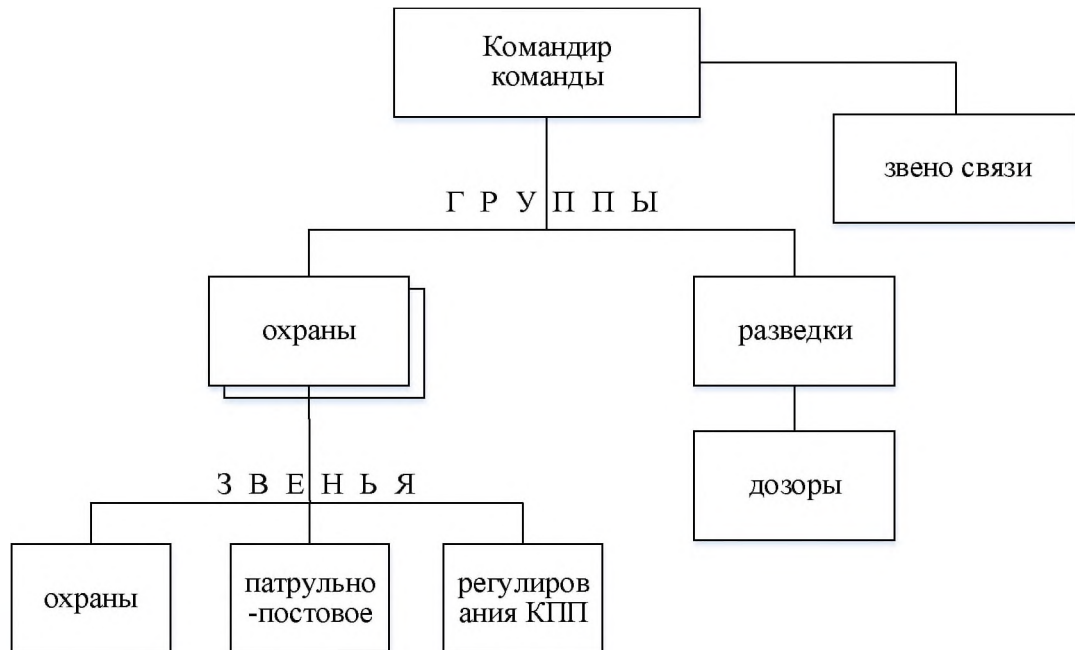 Командир
команды
звено связи
Г Р У П П Ы
охраны
разведки
дозоры
З В Е Н Ь Я
охраны
патрульно
-постовое
регулиров
ания КПП